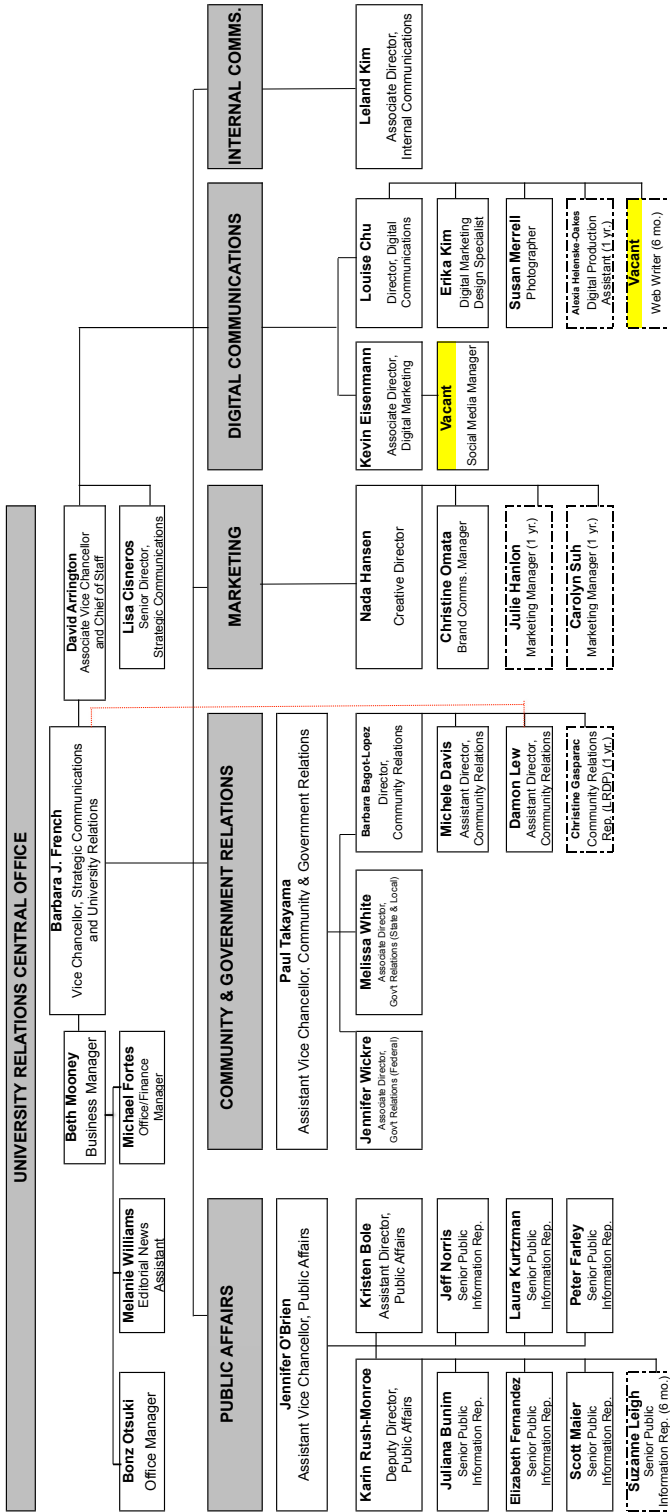 UNIVERSITY RELATIONS CENTRAL OFFICE
Barbara J. French
Vice Chancellor, Strategic Communications
and University Relations
David Arrington
Associate Vice Chancellor
and Chief of Staff
Lisa Cisneros
Senior Director,
Strategic Communications
Beth Mooney
Business Manager
Bonz Otsuki
Office Manager
Melanie Williams
Editorial News
Assistant
Michael Fortes
Office/Finance
Manager
PUBLIC AFFAIRS
Jennifer O'Brien
Assistant Vice Chancellor, Public Affairs
Karin Rush-Monroe
Deputy Director,
Public Affairs
Juliana Bunim
Senior Public
Information Rep.
Elizabeth Fernandez
Senior Public
Information Rep.
Scott Maier
Senior Public
Information Rep.
Suzanne Leigh
Senior Public
Information Rep. (6 mo.)
Kristen Bole
Assistant Director,
Public Affairs
Jeff Norris
Senior Public
Information Rep.
Laura Kurtzman
Senior Public
Information Rep.
Peter Farley
Senior Public
Information Rep.
COMMUNITY & GOVERNMENT RELATIONS
Paul Takayama
Assistant Vice Chancellor, Community & Government Relations
Jennifer Wickre
Associate Director,
Gov't Relations (Federal)
Melissa White
Associate Director,
Gov't Relations (State & Local)
Barbara Bagot-Lopez
Director,
Community Relations
Michele Davis
Assistant Director,
Community Relations
Damon Lew
Assistant Director,
Community Relations
Christine Gasparac
Community Relations
Rep. (LRDP) (1 yr.)
MARKETING
Nada Hansen
Creative Director
Christine Omata
Brand Comms. Manager
Julie Hanlon
Marketing Manager (1 yr.)
Carolyn Suh
Marketing Manager (1 yr.)
DIGITAL COMMUNICATIONS
Kevin Eisenmann
Associate Director,
Digital Marketing
Vacant
Social Media Manager
Louise Chu
Director, Digital
Communications
Erika Kim
Digital Marketing
Design Specialist
Susan Merrell
Photographer
Alexia Helenske-Oakes
Digital Production
Assistant (1 yr.)
Vacant
Web Writer (6 mo.)
INTERNAL COMMS.
Leland Kim
Associate Director,
Internal Communications